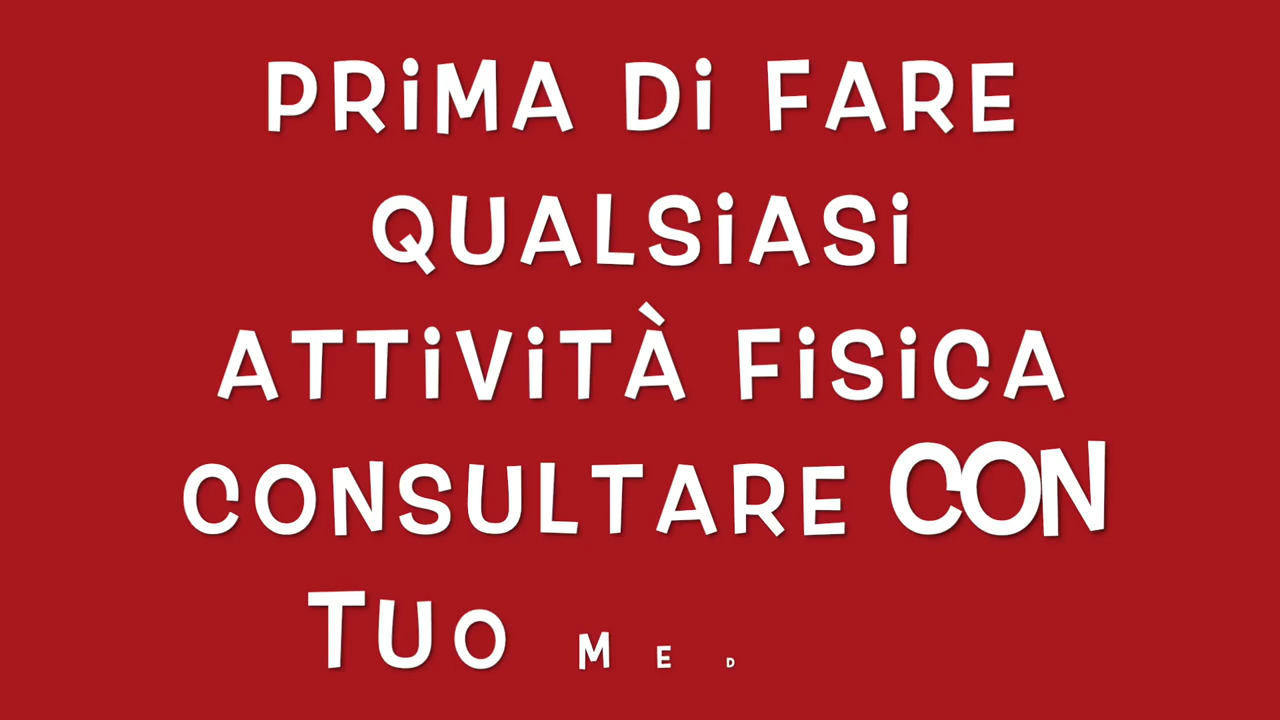 PRiMA Di FARE
QUALSiASi
ATTiViTÀ FiSiCA
CONSULTARE CON
TUO MED